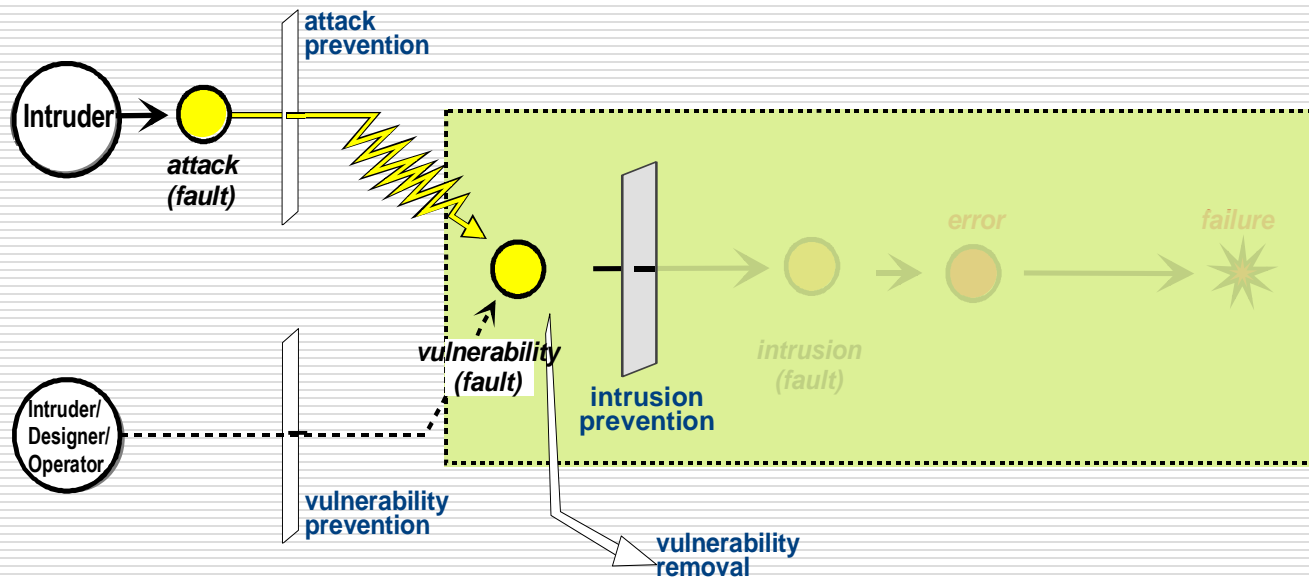 attack
prevention
Intruder
attack
(fault)
error
failure
vulnerability
(fault)
intrusion
(fault)
intrusion
prevention
Intruder/
Designer/
Operator
vulnerability
prevention
vulnerability
removal